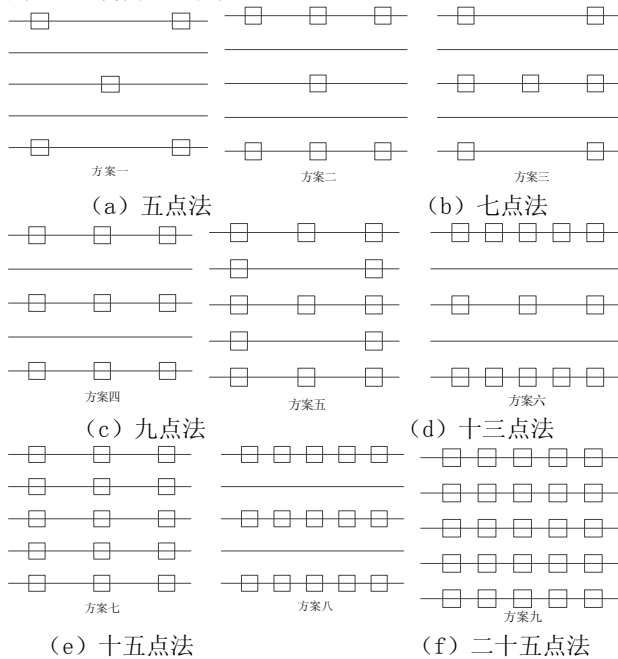 方案一
方案二
方案三
（a）五点法
（b）七点法
方案四
方案五
方案六
（c）九点法
（d）十三点法
方案七
方案八
方案九
（e）十五点法
（f）二十五点法